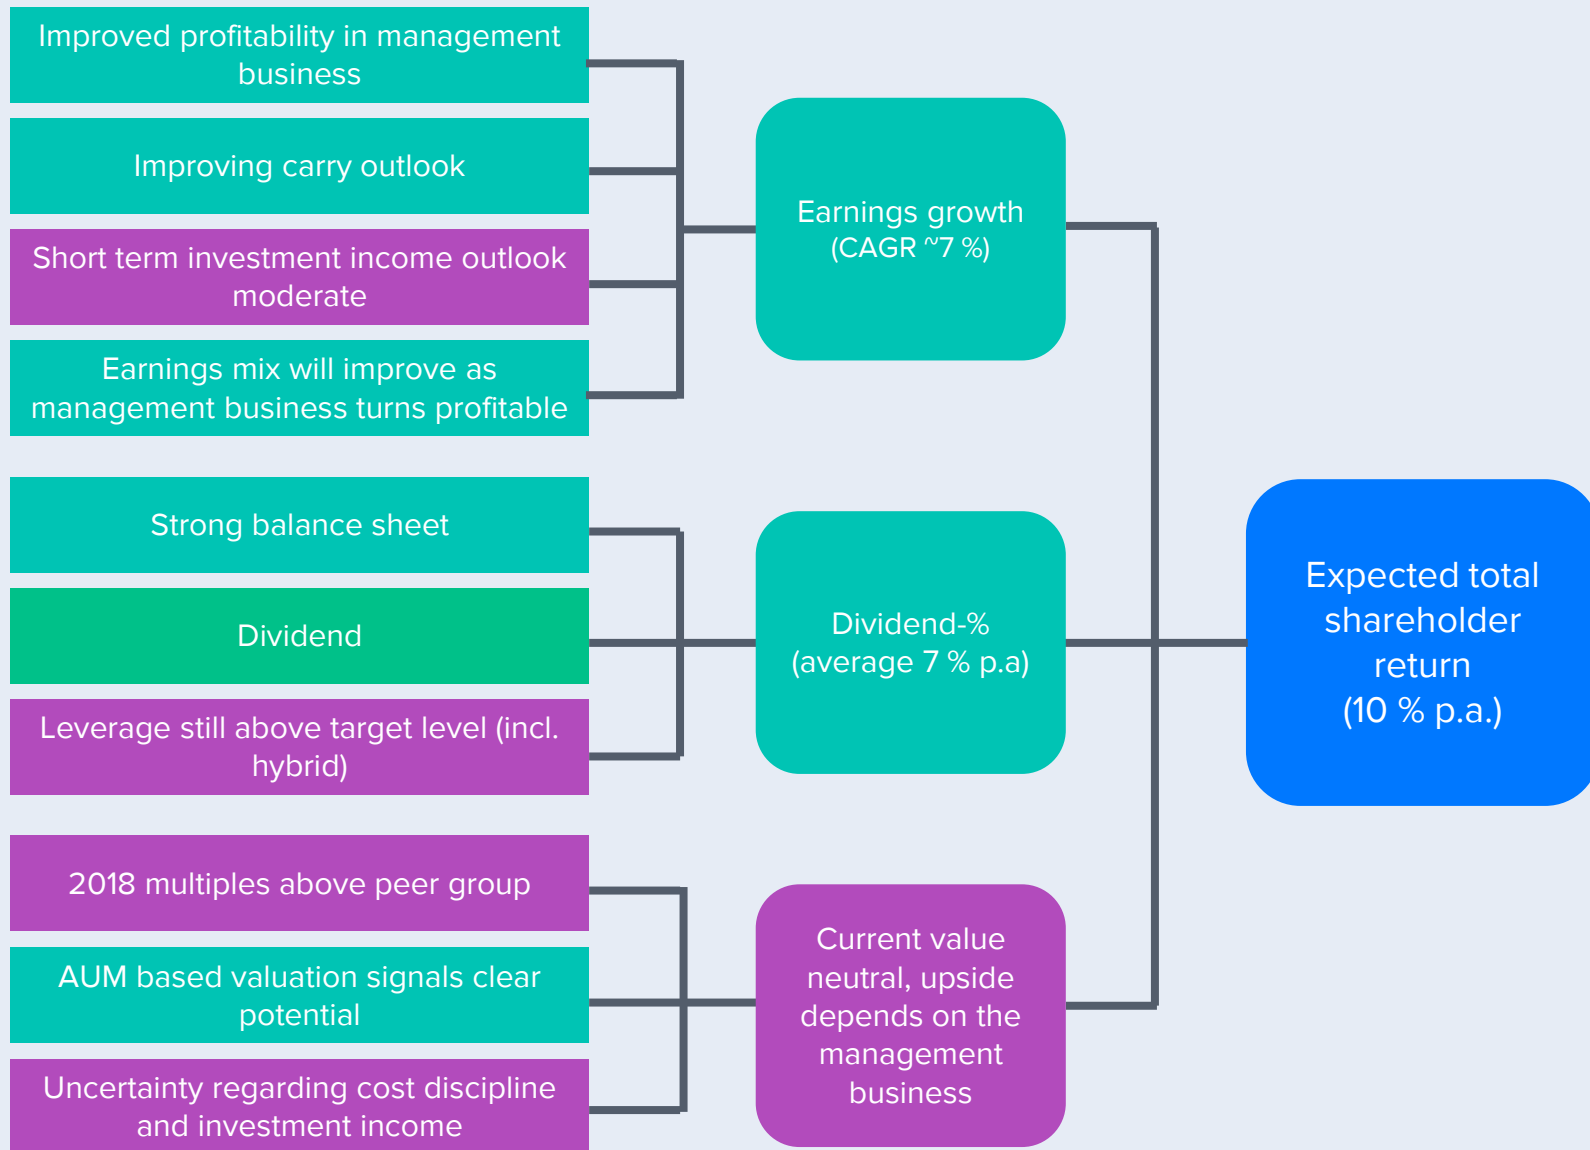 Improved profitability in management
business
Improving carry outlook
Short term investment income outlook
moderate
Earnings mix will improve as
management business turns profitable
Earnings growth
(CAGR ~7 %)
Strong balance sheet
Dividend
Leverage still above target level (incl.
hybrid)
Dividend-%
(average 7 % p.a)
2018 multiples above peer group
AUM based valuation signals clear
potential
Uncertainty regarding cost discipline
and investment income
Current value
neutral, upside
depends on the
management
business
Expected total
shareholder
return
(10 % p.a.)